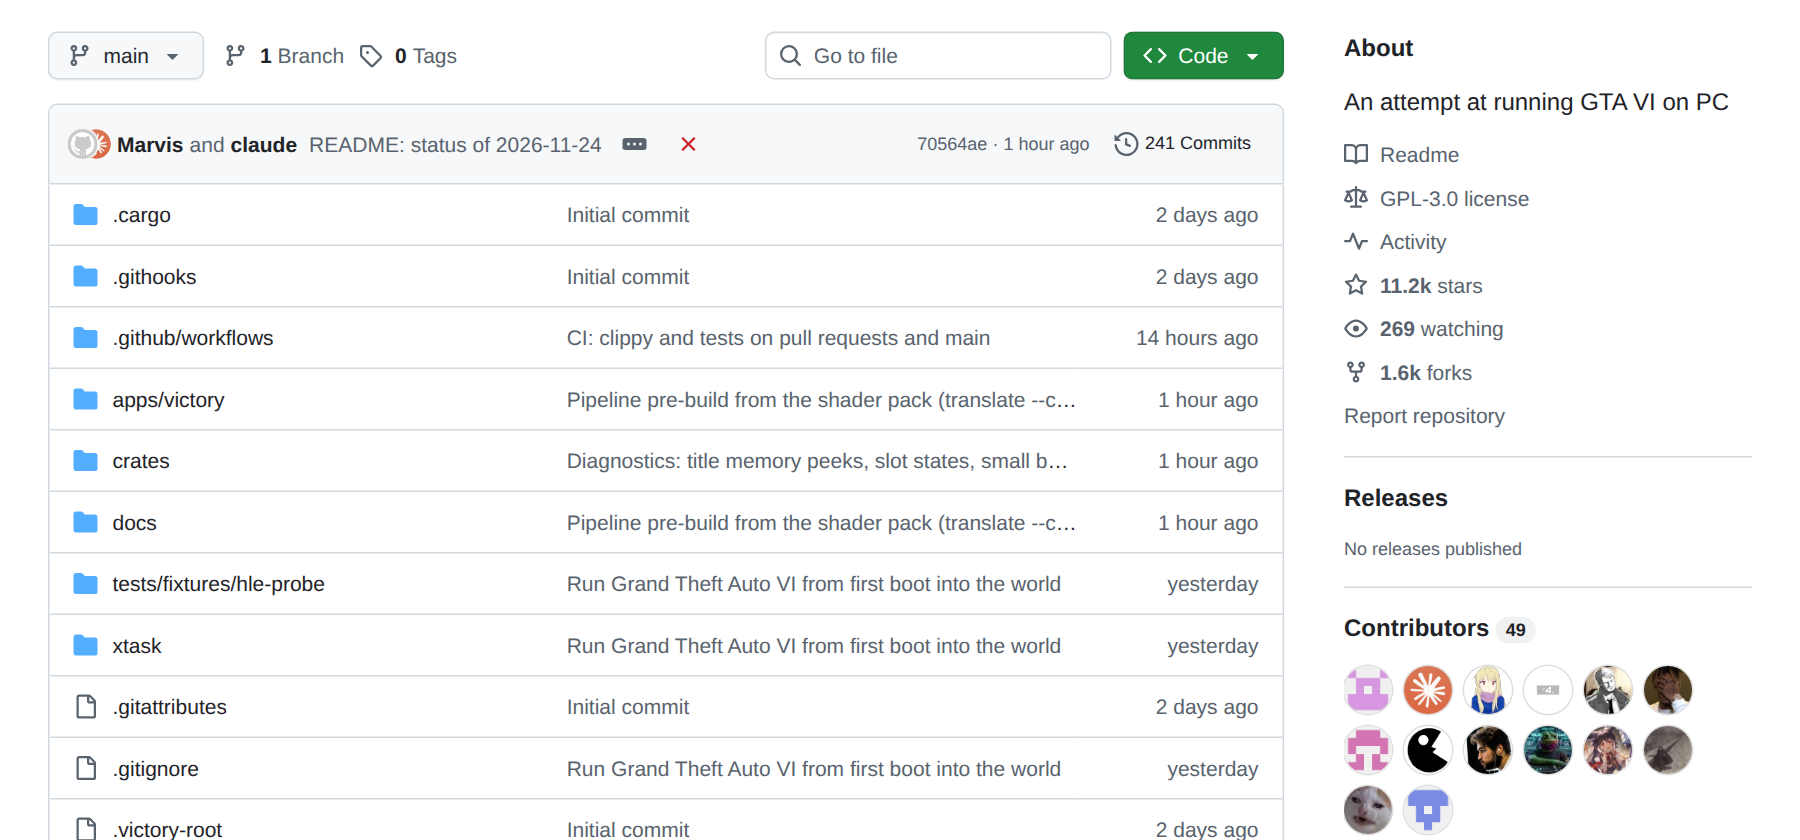 main
1 Branch
0 Tags
Go to file
Code
Marvis and claude README: status of 2026-11-24
70564ae · 1 hour ago
241 Commits
.cargo Initial commit 2 days ago
.githooks Initial commit 2 days ago
.github/workflows CI: clippy and tests on pull requests and main 14 hours ago
apps/victory Pipeline pre-build from the shader pack (translate --c… 1 hour ago
crates Diagnostics: title memory peeks, slot states, small b… 1 hour ago
docs Pipeline pre-build from the shader pack (translate --c… 1 hour ago
tests/fixtures/hle-probe Run Grand Theft Auto VI from first boot into the world yesterday
xtask Run Grand Theft Auto VI from first boot into the world yesterday
.gitattributes Initial commit 2 days ago
.gitignore Run Grand Theft Auto VI from first boot into the world yesterday
.victory-root Initial commit 2 days ago
About
An attempt at running GTA VI on PC
Readme
GPL-3.0 license
Activity
11.2k stars
269 watching
1.6k forks
Report repository
Releases
No releases published
Contributors 49